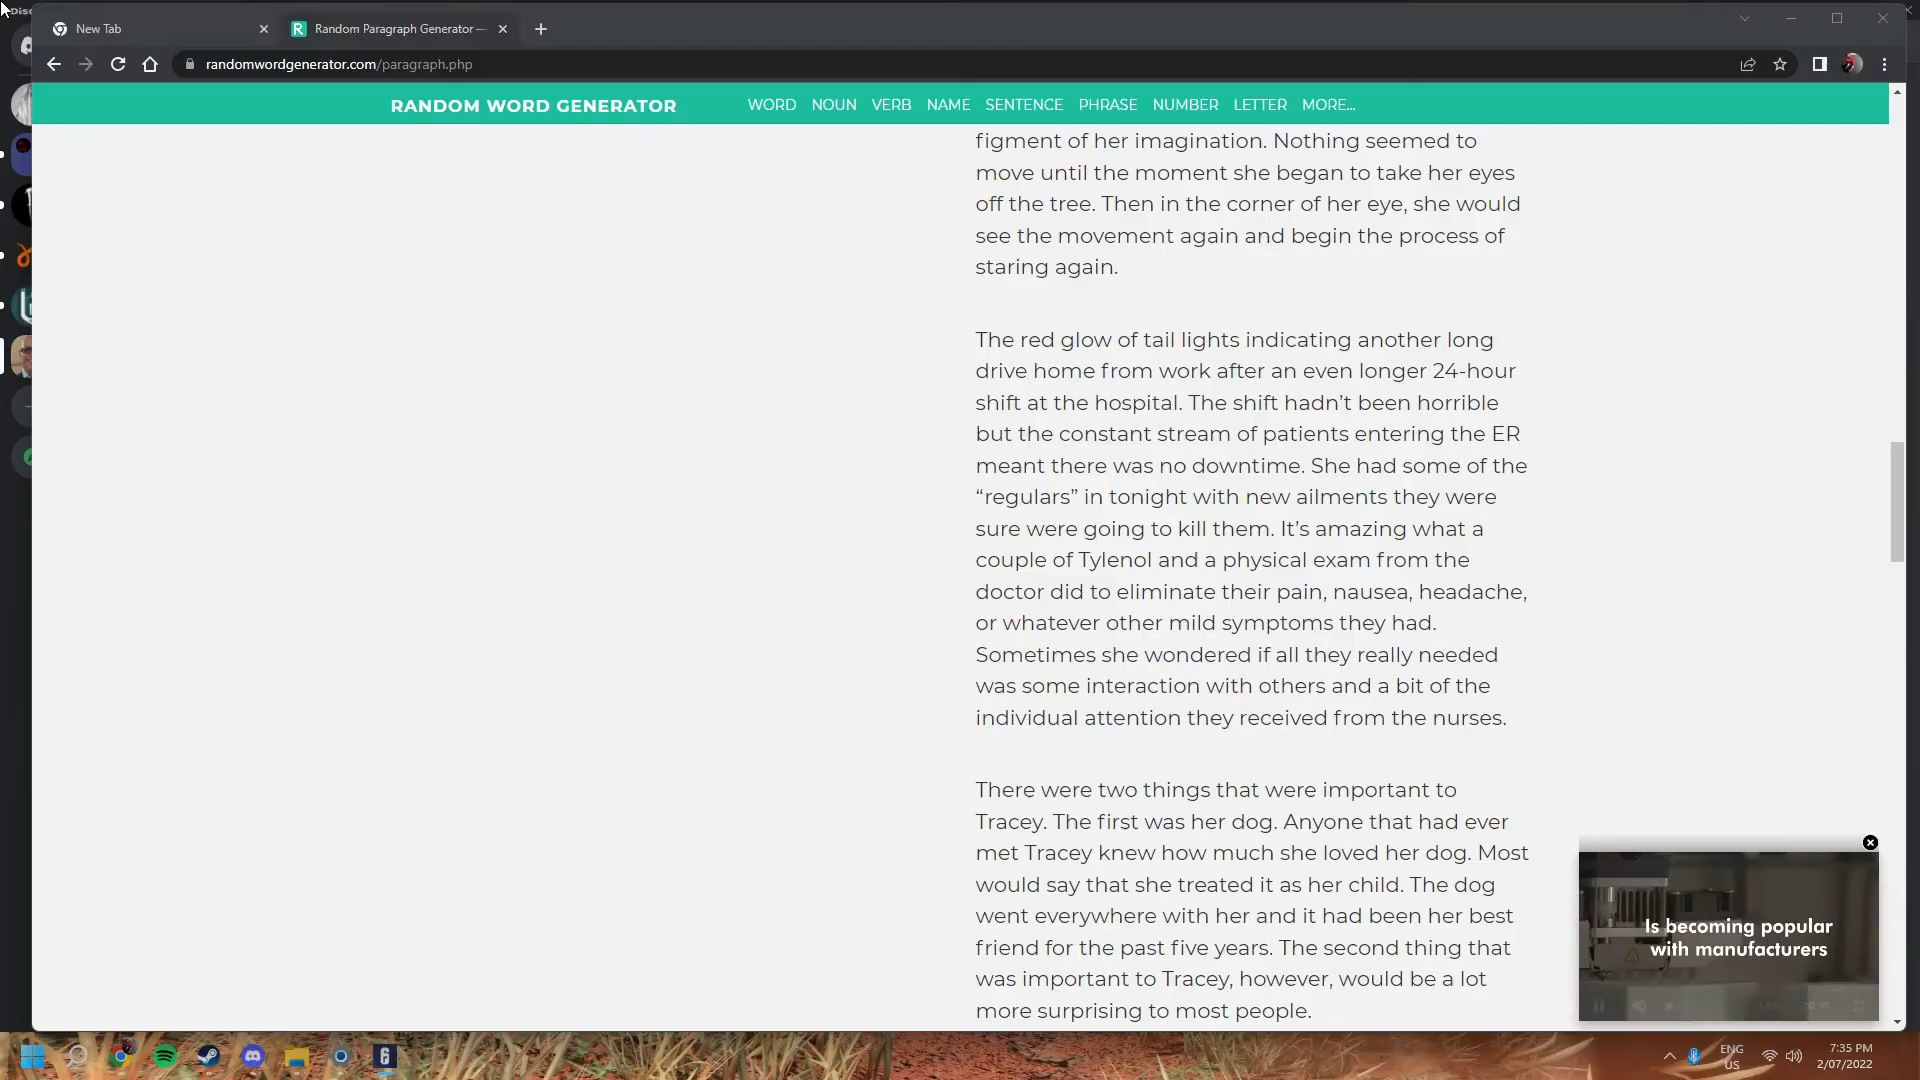 Disc
New Tab
Random Paragraph Generator —
randomwordgenerator.com/paragraph.php
RANDOM WORD GENERATOR
WORD NOUN VERB NAME SENTENCE PHRASE NUMBER LETTER MORE...
figment of her imagination. Nothing seemed to
move until the moment she began to take her eyes
off the tree. Then in the corner of her eye, she would
see the movement again and begin the process of
staring again.
The red glow of tail lights indicating another long
drive home from work after an even longer 24-hour
shift at the hospital. The shift hadn’t been horrible
but the constant stream of patients entering the ER
meant there was no downtime. She had some of the
“regulars” in tonight with new ailments they were
sure were going to kill them. It’s amazing what a
couple of Tylenol and a physical exam from the
doctor did to eliminate their pain, nausea, headache,
or whatever other mild symptoms they had.
Sometimes she wondered if all they really needed
was some interaction with others and a bit of the
individual attention they received from the nurses.
There were two things that were important to
Tracey. The first was her dog. Anyone that had ever
met Tracey knew how much she loved her dog. Most
would say that she treated it as her child. The dog
went everywhere with her and it had been her best
friend for the past five years. The second thing that
was important to Tracey, however, would be a lot
more surprising to most people.
Is becoming popular
with manufacturers
ENG
US
7:35 PM
2/07/2022